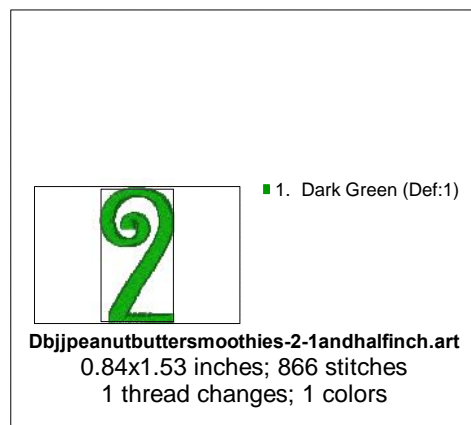 1. Dark Green (Def:1)
2
Dbjjpeanutbuttersmoothies-2-1andhalfinch.art
0.84x1.53 inches; 866 stitches
1 thread changes; 1 colors